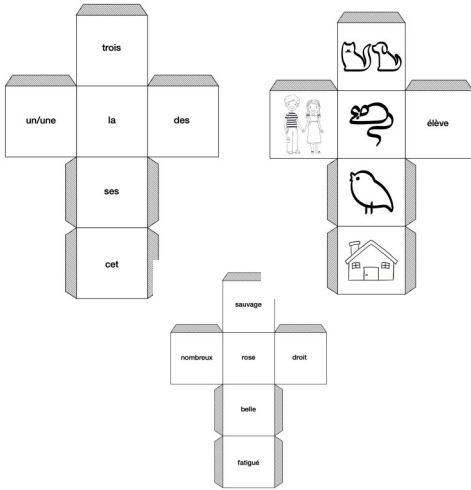 trois
un/une
la
des
élève
ses
cet
sauvage
nombreux
rose
droit
belle
fatigué